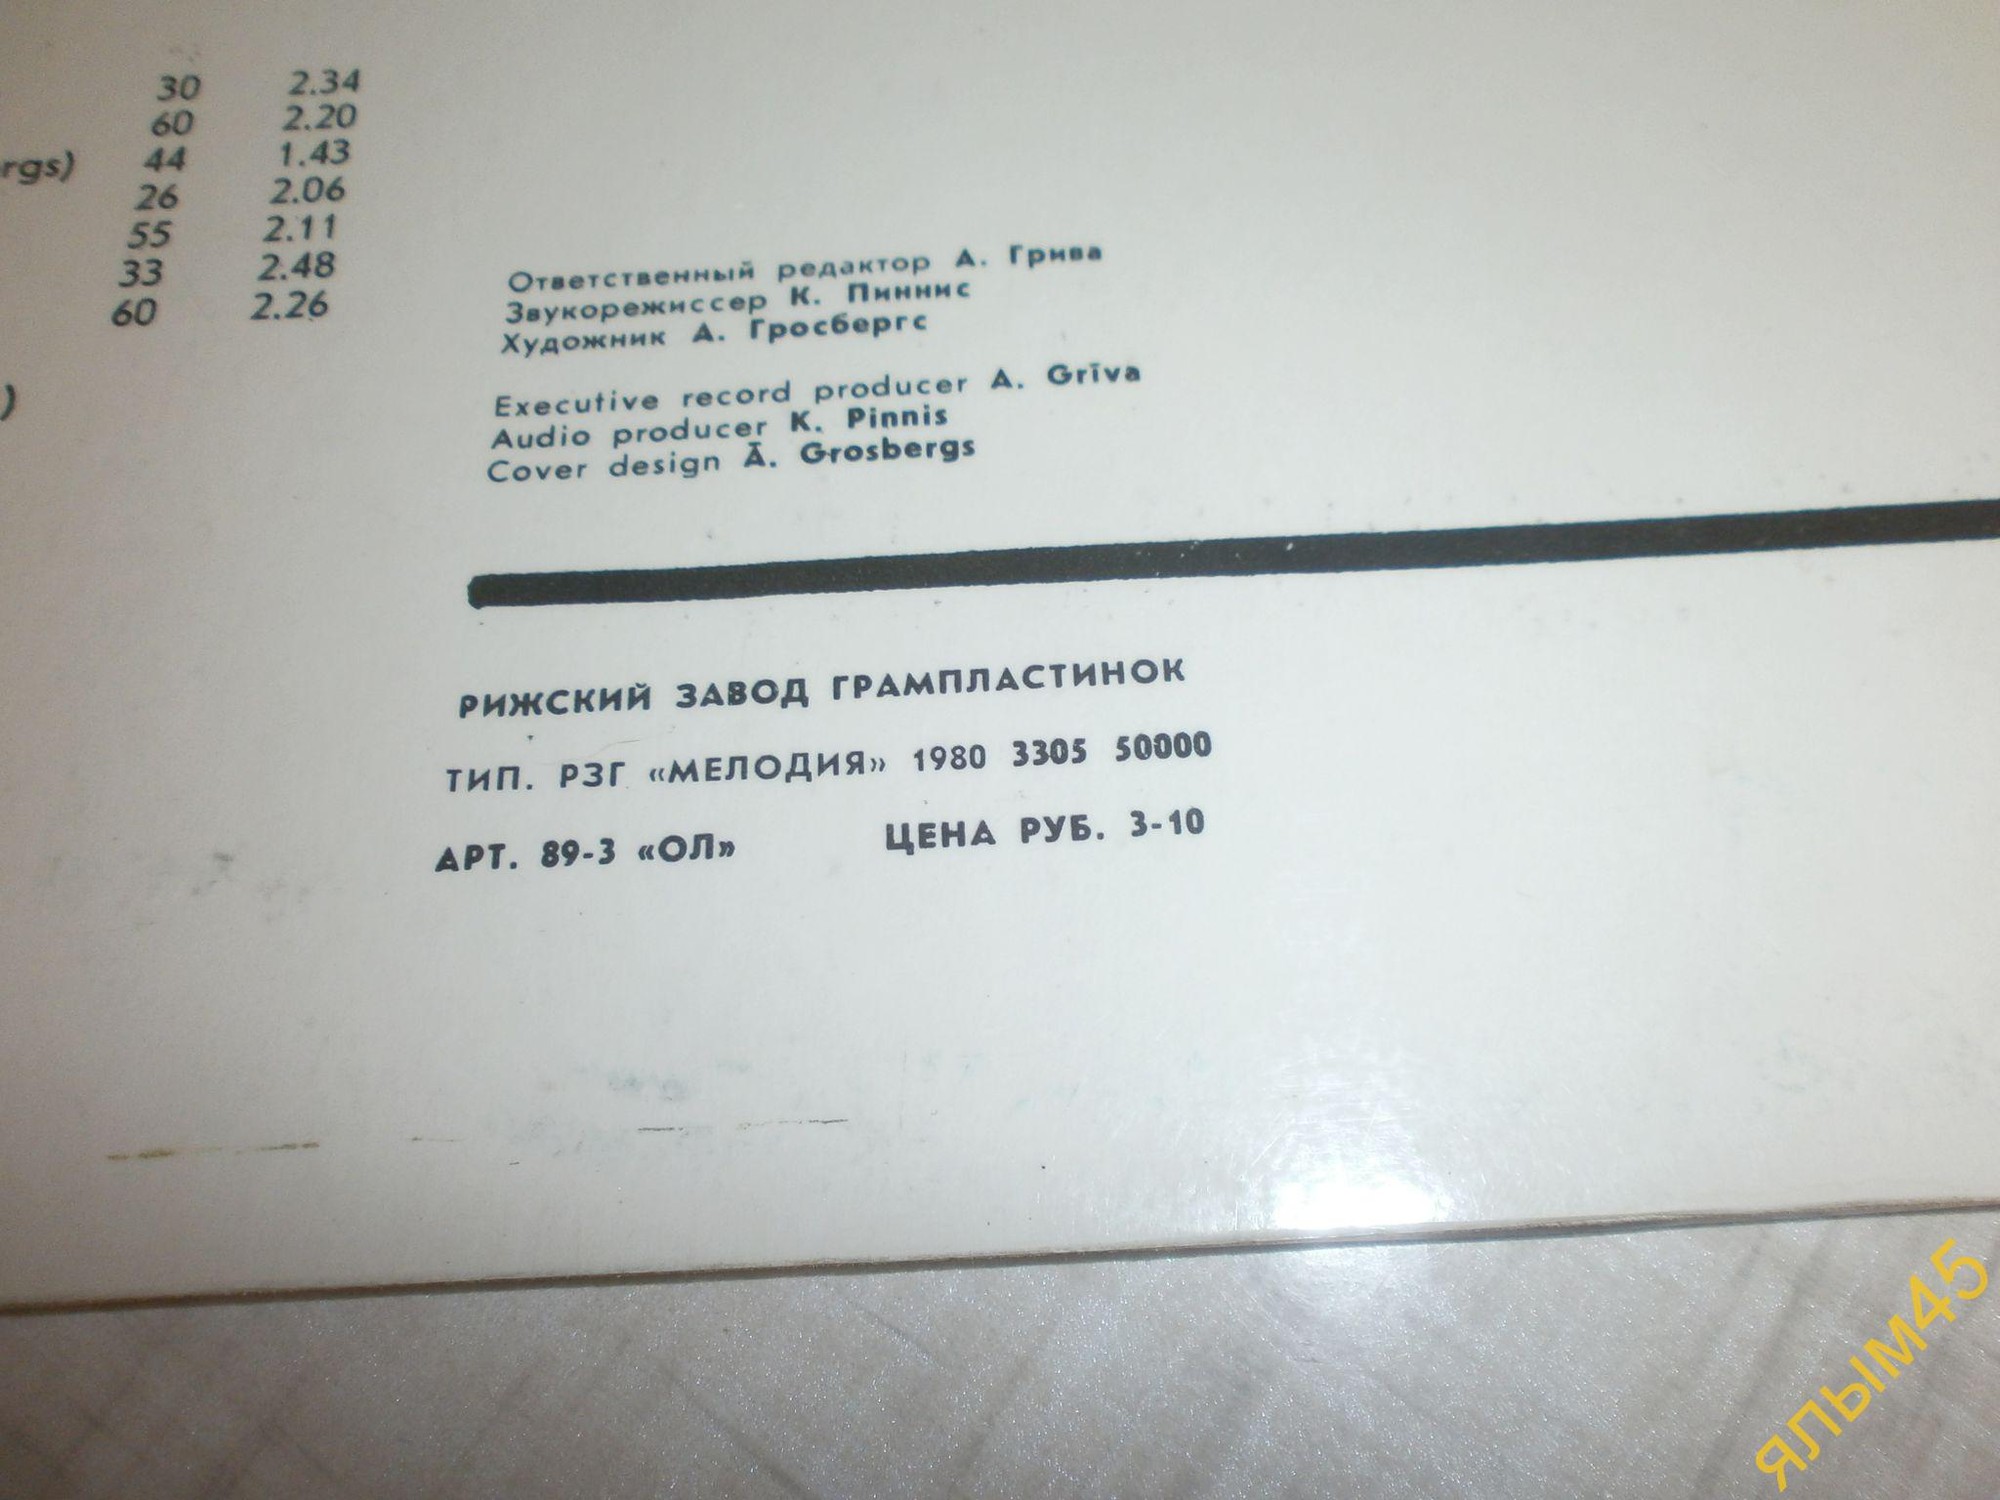 30 2.34
60 2.20
rgs) 44 1.43
26 2.06
55 2.11
33 2.48
60 2.26
)
Ответственный редактор А. Грива
Звукорежиссер К. Пиннис
Художник А. Гросбергс
Executive record producer A. Grīva
Audio producer K. Pinnis
Cover design Ā. Grosbergs
РИЖСКИЙ ЗАВОД ГРАМПЛАСТИНОК
ТИП. РЗГ «МЕЛОДИЯ» 1980 3305 50000
АРТ. 89-3 «ОЛ» ЦЕНА РУБ. 3-10
ялым45